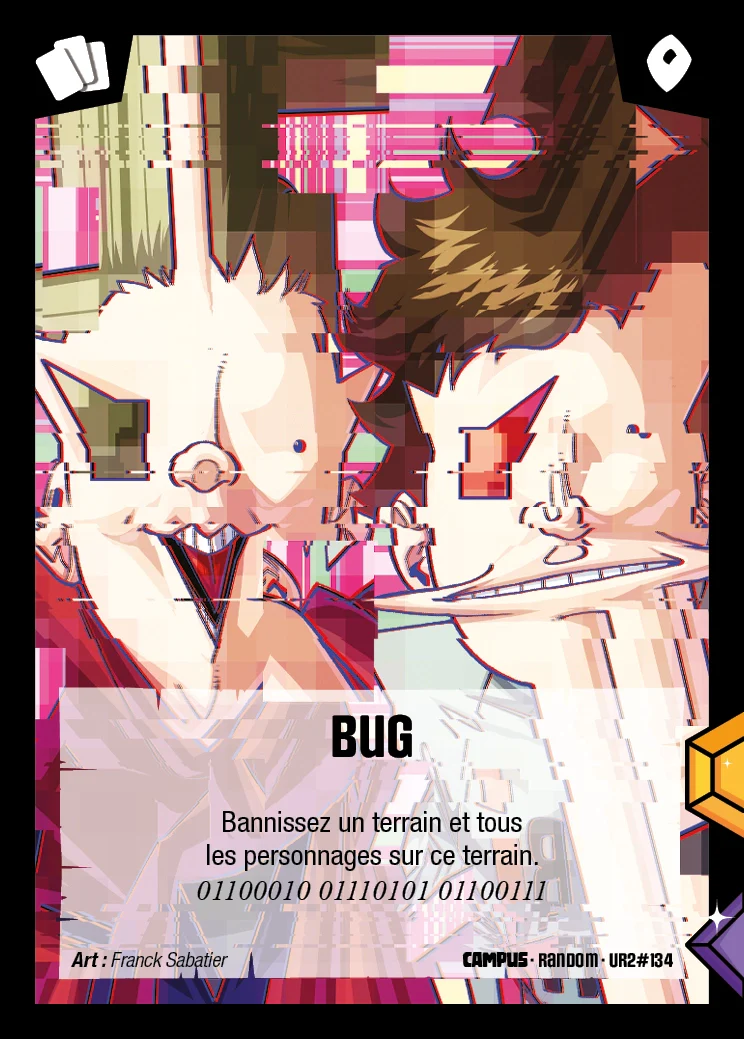 BUG
Bannissez un terrain et tous
les personnages sur ce terrain.
01100010 01110101 01100111
Art : Franck Sabatier
CAMPUS · RANDOM · UR2#134